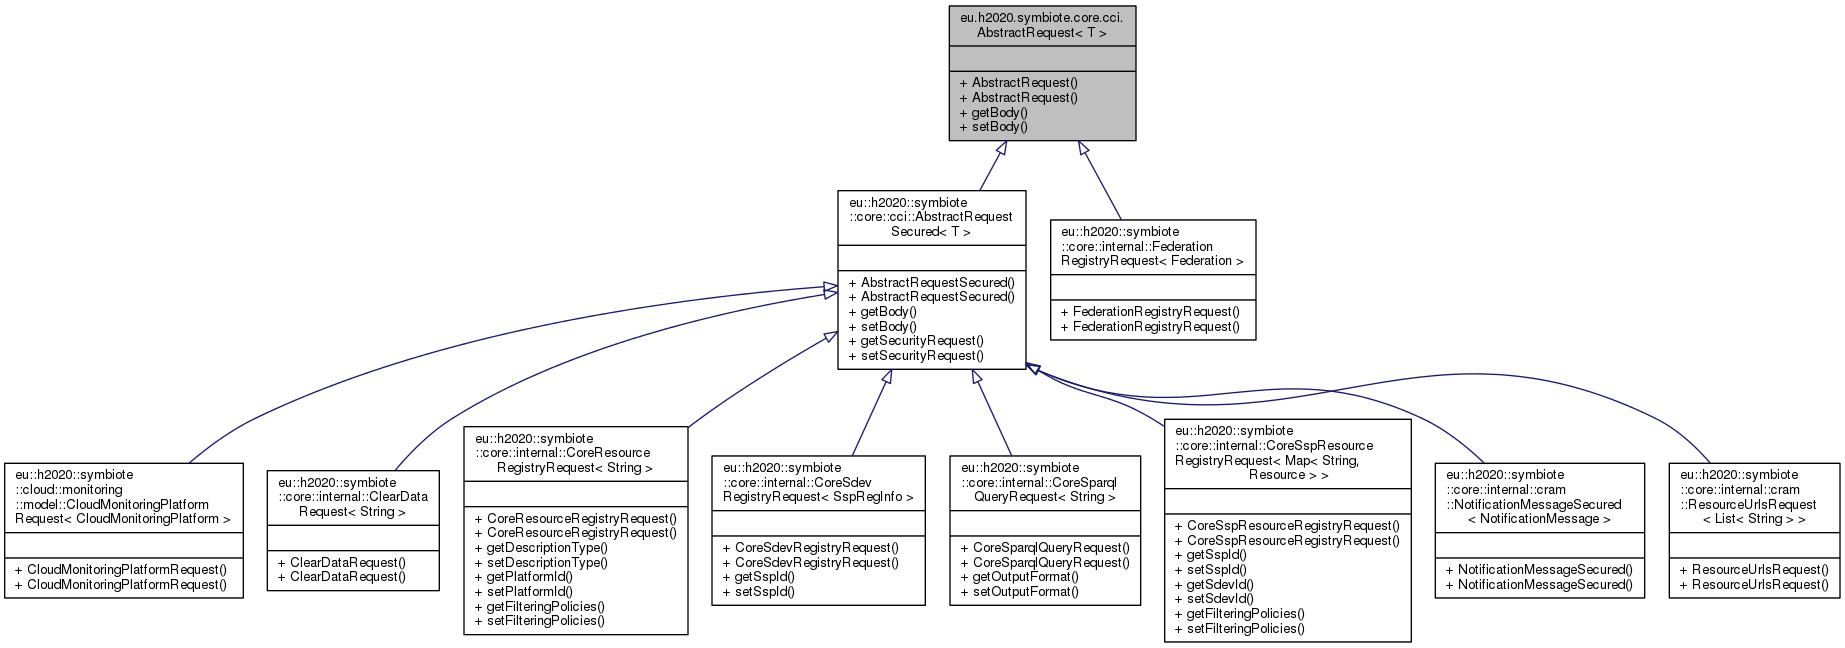 eu.h2020.symbiote.core.cci.
AbstractRequest< T >
+ AbstractRequest()
+ AbstractRequest()
+ getBody()
+ setBody()
eu::h2020::symbiote
::core::cci::AbstractRequest
Secured< T >
+ AbstractRequestSecured()
+ AbstractRequestSecured()
+ getBody()
+ setBody()
+ getSecurityRequest()
+ setSecurityRequest()
eu::h2020::symbiote
::core::internal::Federation
RegistryRequest< Federation >
+ FederationRegistryRequest()
+ FederationRegistryRequest()
eu::h2020::symbiote
::cloud::monitoring
::model::CloudMonitoringPlatform
Request< CloudMonitoringPlatform >
+ CloudMonitoringPlatformRequest()
+ CloudMonitoringPlatformRequest()
eu::h2020::symbiote
::core::internal::ClearData
Request< String >
+ ClearDataRequest()
+ ClearDataRequest()
eu::h2020::symbiote
::core::internal::CoreResource
RegistryRequest< String >
+ CoreResourceRegistryRequest()
+ CoreResourceRegistryRequest()
+ getDescriptionType()
+ setDescriptionType()
+ getPlatformId()
+ setPlatformId()
+ getFilteringPolicies()
+ setFilteringPolicies()
eu::h2020::symbiote
::core::internal::CoreSdev
RegistryRequest< SspRegInfo >
+ CoreSdevRegistryRequest()
+ CoreSdevRegistryRequest()
+ getSspId()
+ setSspId()
eu::h2020::symbiote
::core::internal::CoreSparql
QueryRequest< String >
+ CoreSparqlQueryRequest()
+ CoreSparqlQueryRequest()
+ getOutputFormat()
+ setOutputFormat()
eu::h2020::symbiote
::core::internal::CoreSspResource
RegistryRequest< Map< String,
Resource > >
+ CoreSspResourceRegistryRequest()
+ CoreSspResourceRegistryRequest()
+ getSspId()
+ setSspId()
+ getSdevId()
+ setSdevId()
+ getFilteringPolicies()
+ setFilteringPolicies()
eu::h2020::symbiote
::core::internal::cram
::NotificationMessageSecured
< NotificationMessage >
+ NotificationMessageSecured()
+ NotificationMessageSecured()
eu::h2020::symbiote
::core::internal::cram
::ResourceUrlsRequest
< List< String > >
+ ResourceUrlsRequest()
+ ResourceUrlsRequest()